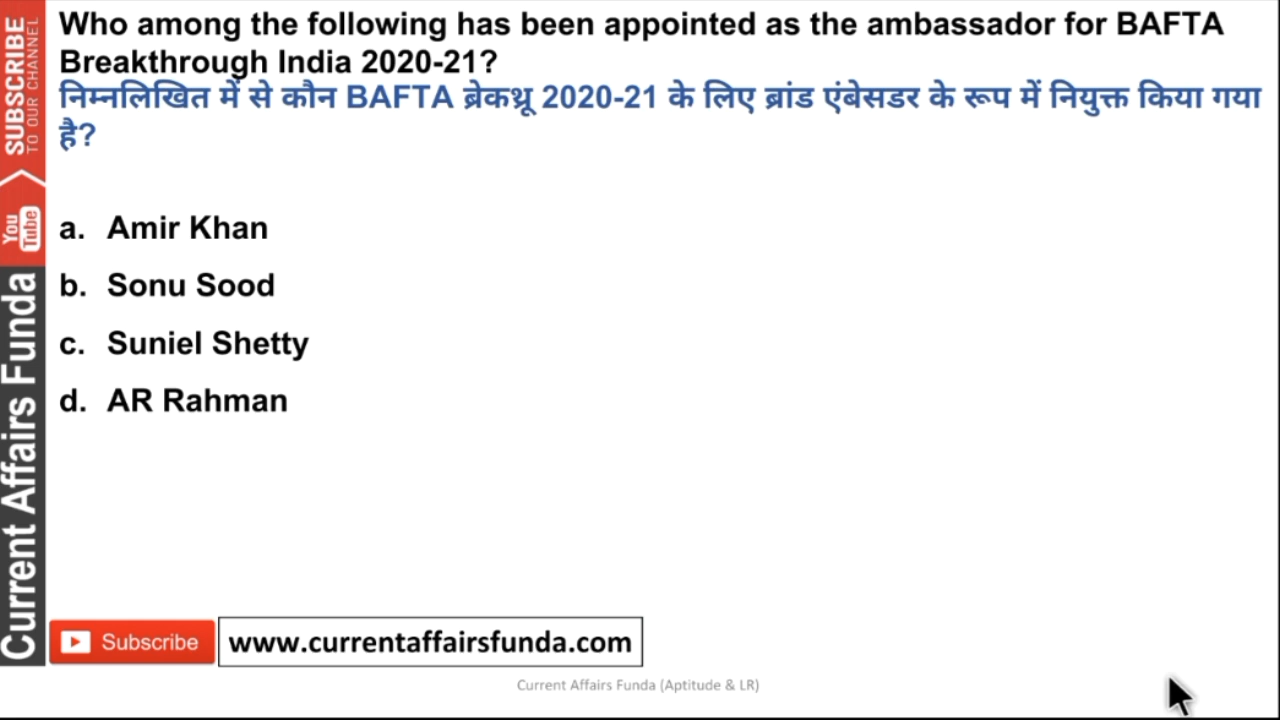 Who among the following has been appointed as the ambassador for BAFTA
Breakthrough India 2020-21?
निम्नलिखित में से कौन BAFTA ब्रेकथ्रू 2020-21 के लिए ब्रांड एंबेसडर के रूप में नियुक्त किया गया
है?
a. Amir Khan
b. Sonu Sood
c. Suniel Shetty
d. AR Rahman
SUBSCRIBE
TO OUR CHANNEL
You
Tube
Current Affairs Funda
Subscribe
www.currentaffairsfunda.com
Current Affairs Funda (Aptitude & LR)